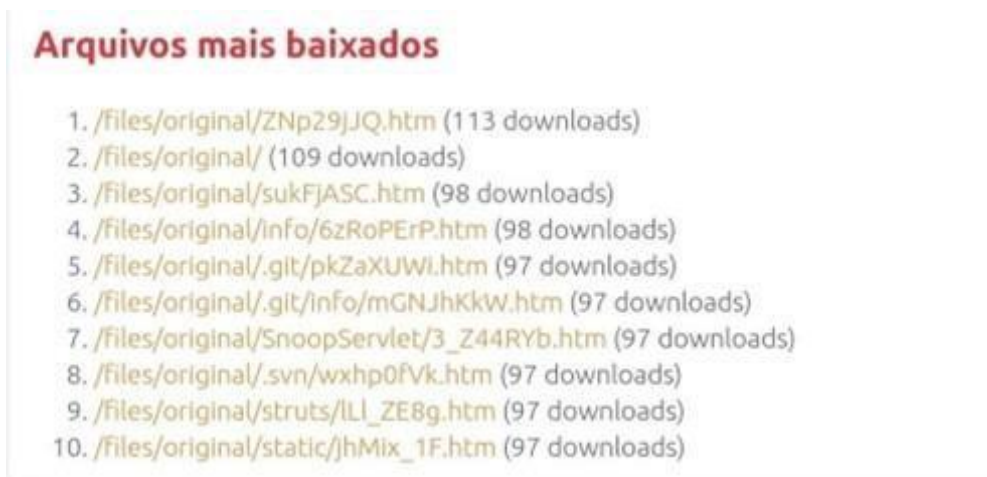 Arquivos mais baixados
1. /files/original/ZNp29jJQ.htm (113 downloads)
2. /files/original/ (109 downloads)
3. /files/original/sukFjASC.htm (98 downloads)
4. /files/original/info/6zRoPErP.htm (98 downloads)
5. /files/original/.git/pkZaXUWi.htm (97 downloads)
6. /files/original/.git/info/mGNJhKkW.htm (97 downloads)
7. /files/original/SnoopServlet/3_Z44RYb.htm (97 downloads)
8. /files/original/.svn/wxhp0fVk.htm (97 downloads)
9. /files/original/struts/lLl_ZE8g.htm (97 downloads)
10. /files/original/static/jhMix_1F.htm (97 downloads)